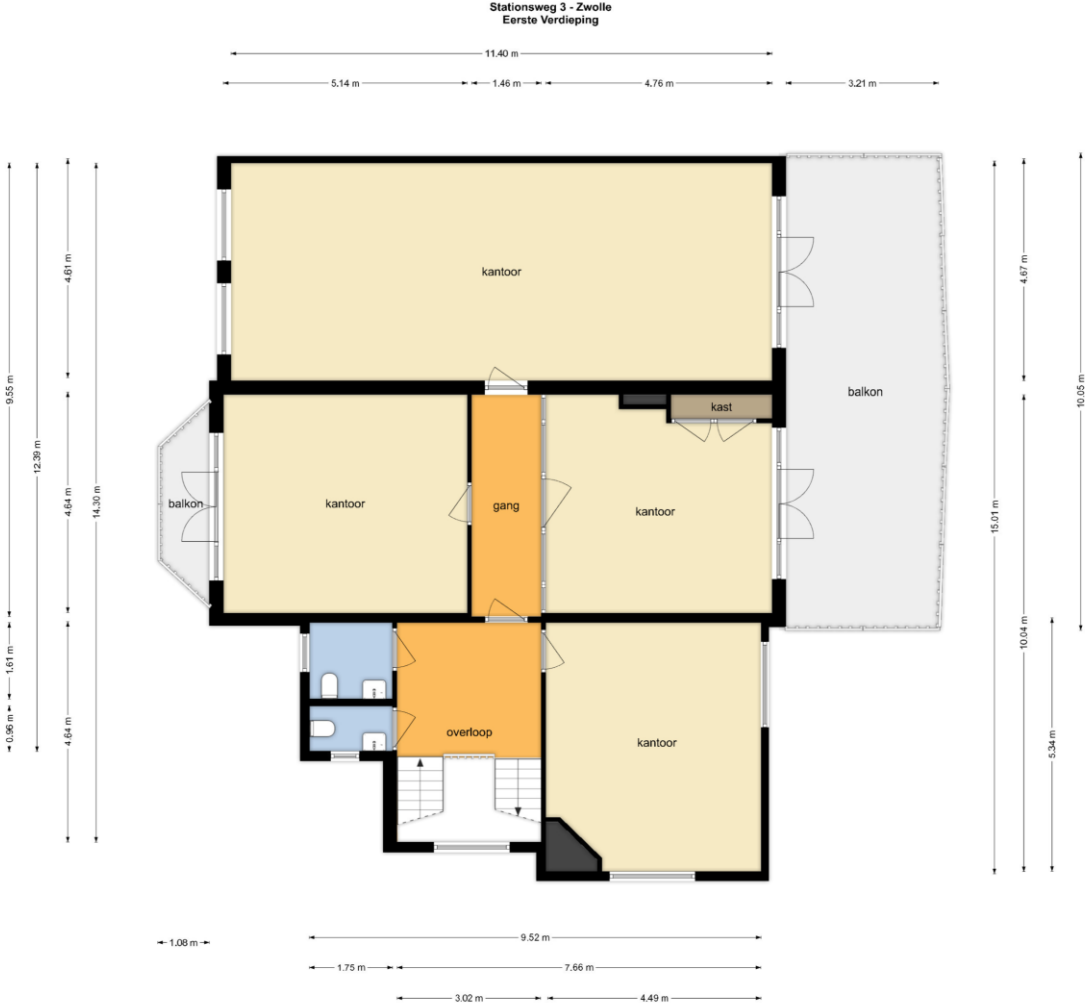 Stationsweg 3 - Zwolle
Eerste Verdieping
11.40 m
5.14 m
1.46 m
4.76 m
3.21 m
9.55 m
12.39 m
4.61 m
14.30 m
4.64 m
1.61 m
0.96 m
4.64 m
kantoor
balkon
kast
balkon
kantoor
gang
kantoor
overloop
kantoor
15.01 m
4.67 m
10.04 m
5.34 m
10.05 m
1.08 m
9.52 m
1.75 m
7.66 m
3.02 m
4.49 m